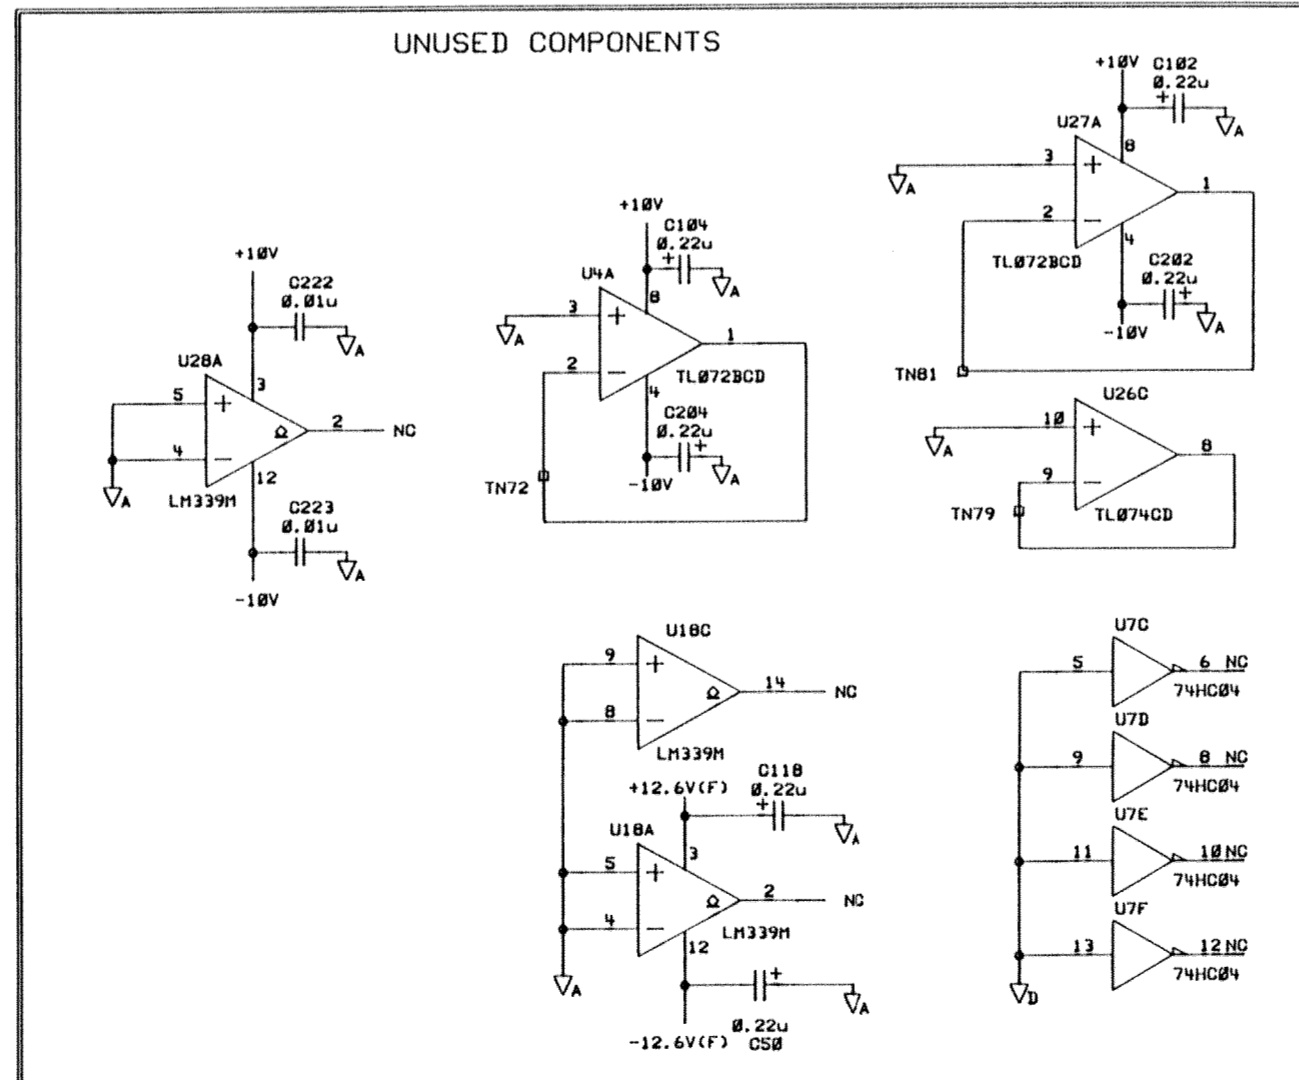 UNUSED COMPONENTS
+10V
C102
0.22u
A
U27A
3
8
+
A
1
2
-
4
TL072BCD
C202
0.22u
+
A
-10V
TN81
+10V
C104
0.22u
+
A
U4A
3
8
+
A
1
2
-
TL072BCD
4
C204
0.22u
+
A
-10V
TN72
+10V
C222
0.01u
A
U28A
3
5
+
2
NC
4
-
12
A
LM339M
C223
0.01u
A
-10V
U26C
10
+
A
8
9
-
TN79
TL074CD
U18C
9
+
14
NC
8
-
LM339M
+12.6V(F)
C118
0.22u
+
A
U18A
3
5
+
2
NC
4
-
LM339M
12
A
+
A
0.22u
-12.6V(F)
C50
U7C
5
6 NC
74HC04
U7D
9
8 NC
74HC04
U7E
11
10 NC
74HC04
U7F
13
12 NC
74HC04
D